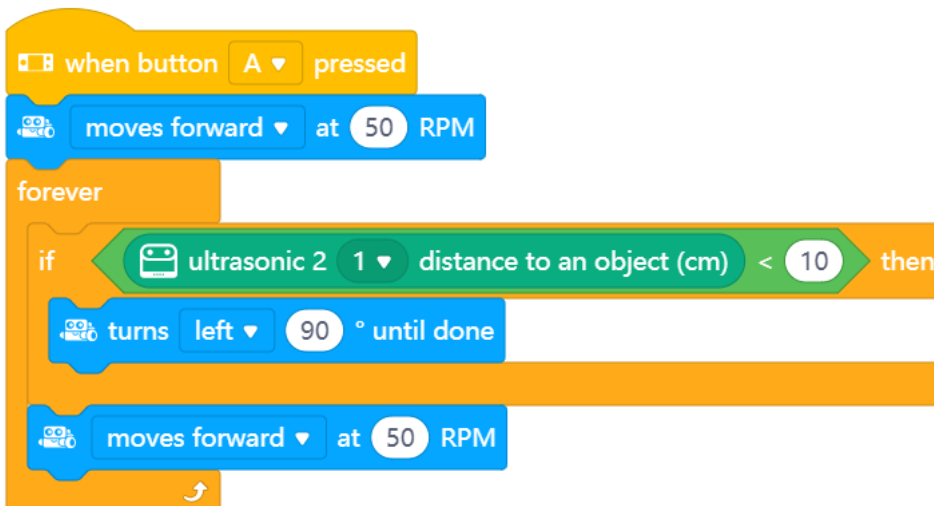 when button A ▾ pressed
moves forward ▾ at 50 RPM
forever
if ultrasonic 2 1 ▾ distance to an object (cm) < 10 then
turns left ▾ 90 ° until done
moves forward ▾ at 50 RPM